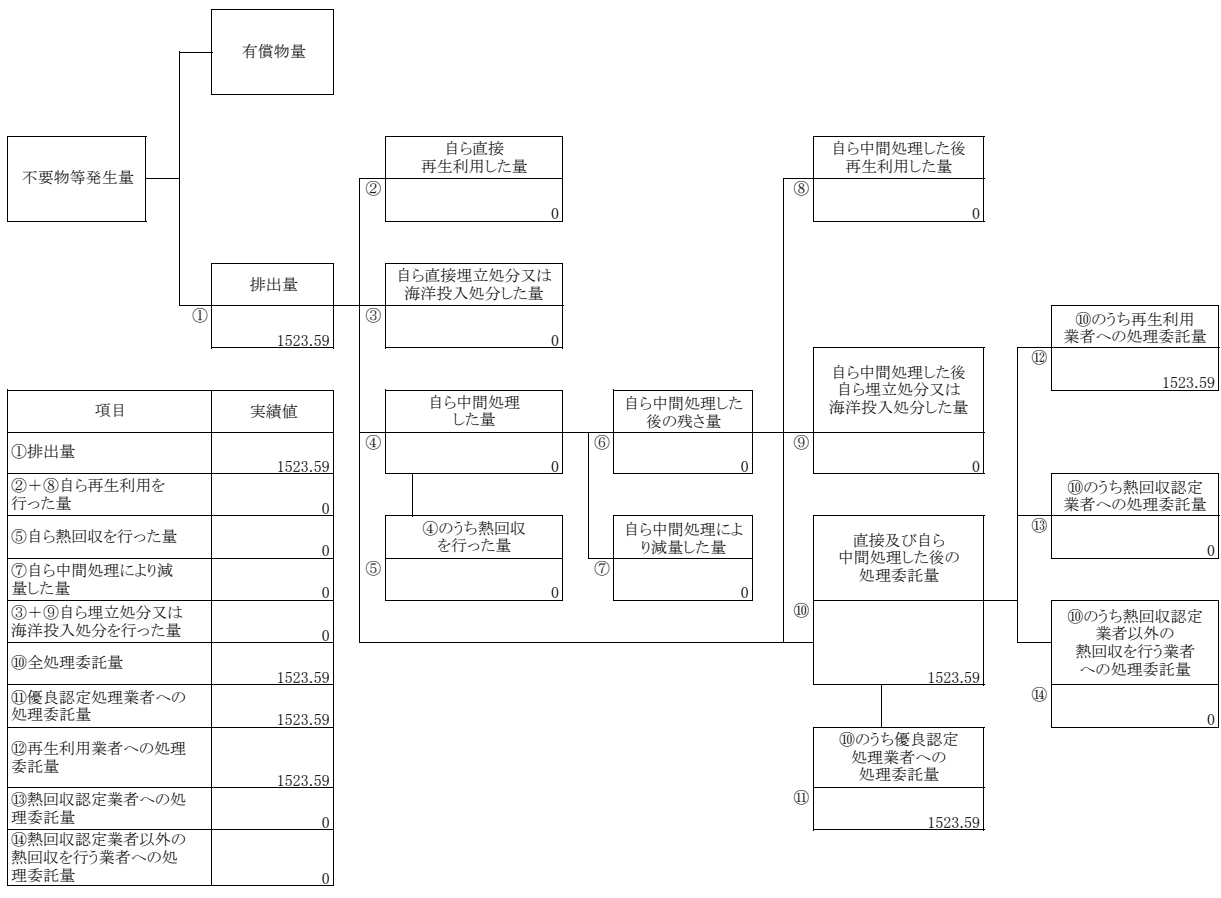 有償物量
不要物等発生量
排出量
①
1523.59
自ら直接
再生利用した量
②
0
自ら直接埋立処分又は
海洋投入処分した量
③
0
自ら中間処理
した量
④
0
④のうち熱回収
を行った量
⑤
0
自ら中間処理した
後の残さ量
⑥
0
自ら中間処理によ
り減量した量
⑦
0
自ら中間処理した後
再生利用した量
⑧
0
自ら中間処理した後
自ら埋立処分又は
海洋投入処分した量
⑨
0
直接及び自ら
中間処理した後の
処理委託量
⑩
1523.59
⑩のうち優良認定
処理業者への
処理委託量
⑪
1523.59
⑩のうち再生利用
業者への処理委託量
⑫
1523.59
⑩のうち熱回収認定
業者への処理委託量
⑬
0
⑩のうち熱回収認定
業者以外の
熱回収を行う業者
への処理委託量
⑭
0
項目 実績値
①排出量
1523.59
②＋⑧自ら再生利用を
行った量
0
⑤自ら熱回収を行った量
0
⑦自ら中間処理により減
量した量
0
③＋⑨自ら埋立処分又は
海洋投入処分を行った量
0
⑩全処理委託量
1523.59
⑪優良認定処理業者への
処理委託量
1523.59
⑫再生利用業者への処理
委託量
1523.59
⑬熱回収認定業者への処
理委託量
0
⑭熱回収認定業者以外の
熱回収を行う業者への処
理委託量
0